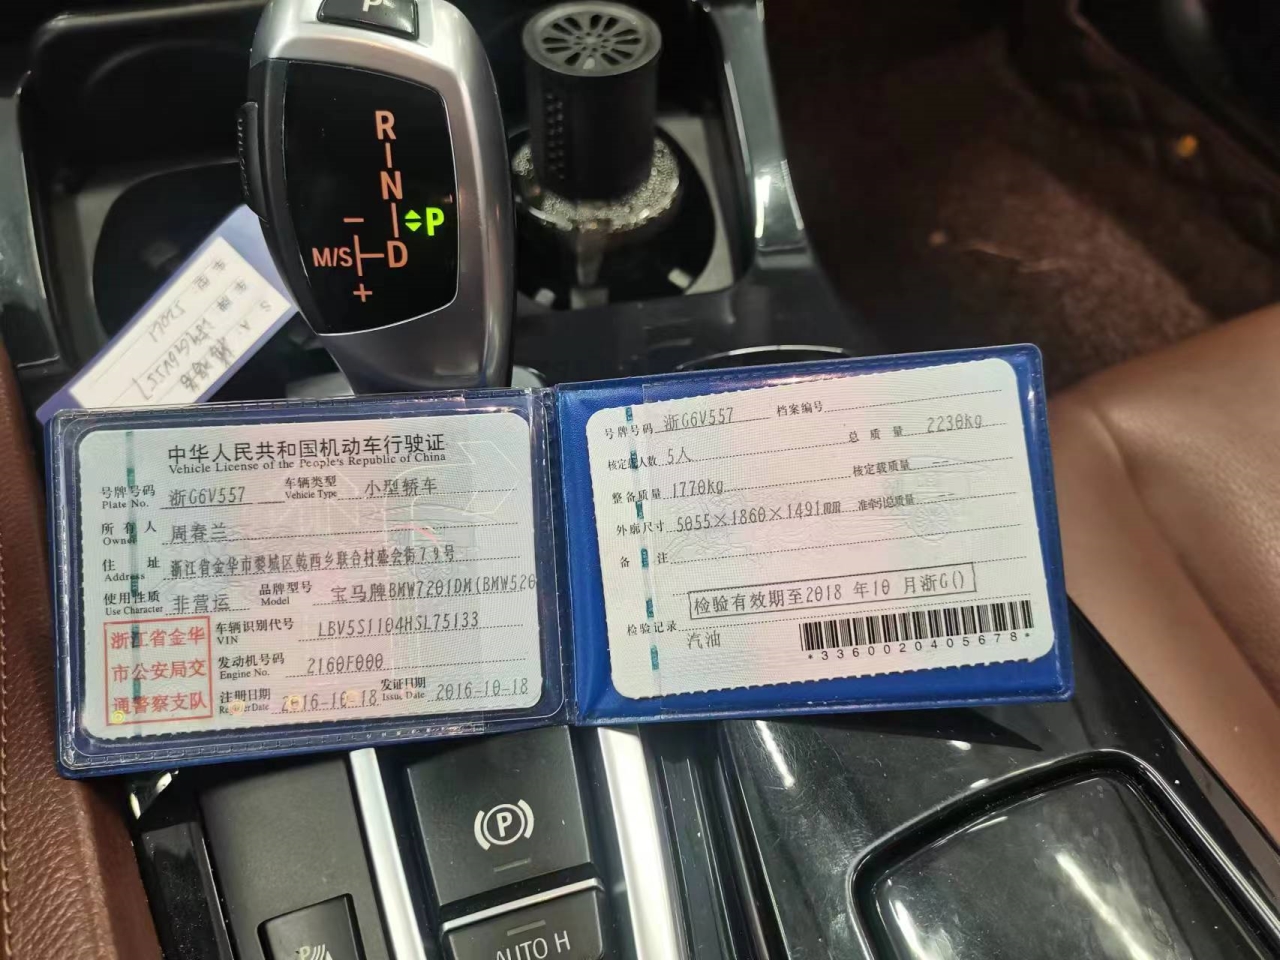 P
R
N
P
M/S
D
中华人民共和国机动车行驶证
Vehicle License of the People's Republic of China
号牌号码 浙G6V557 车辆类型 小型轿车
Plate No. Vehicle Type
所有人 周春兰
Owner
住址 浙江省金华市婺城区乾西乡联合村盛会街79号
Address
使用性质 非营运 品牌型号 宝马牌BMW7201DM(BMW520
Use Character Model
浙江省金华
市公安局交
通警察支队
车辆识别代号 LBV5S1104HSL75133
VIN
发动机号码 2160F000
Engine No.
注册日期 2016-10-18 发证日期 2016-10-18
Register Date Issue Date
号牌号码 浙G6V557 档案编号
核定载人数 5人 总质量 2230kg
整备质量 1770kg 核定载质量
外廓尺寸 5055×1860×1491mm 准牵引总质量 --
备注
检验有效期至2018 年10 月浙G()
检验记录
汽油
*3360020405678*
P
AUTO H